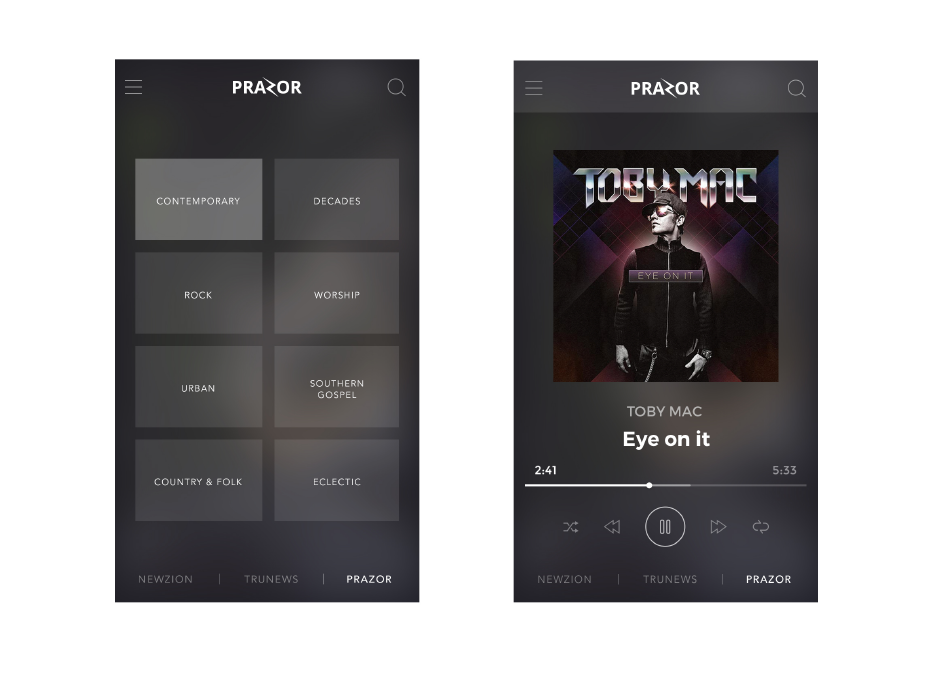 PRAZOR
CONTEMPORARY
DECADES
ROCK
WORSHIP
URBAN
SOUTHERN
GOSPEL
COUNTRY & FOLK
ECLECTIC
NEWZION | TRUNEWS | PRAZOR
PRAZOR
TOBYMAC
EYE ON IT
TOBY MAC
Eye on it
2:41
5:33
NEWZION | TRUNEWS | PRAZOR